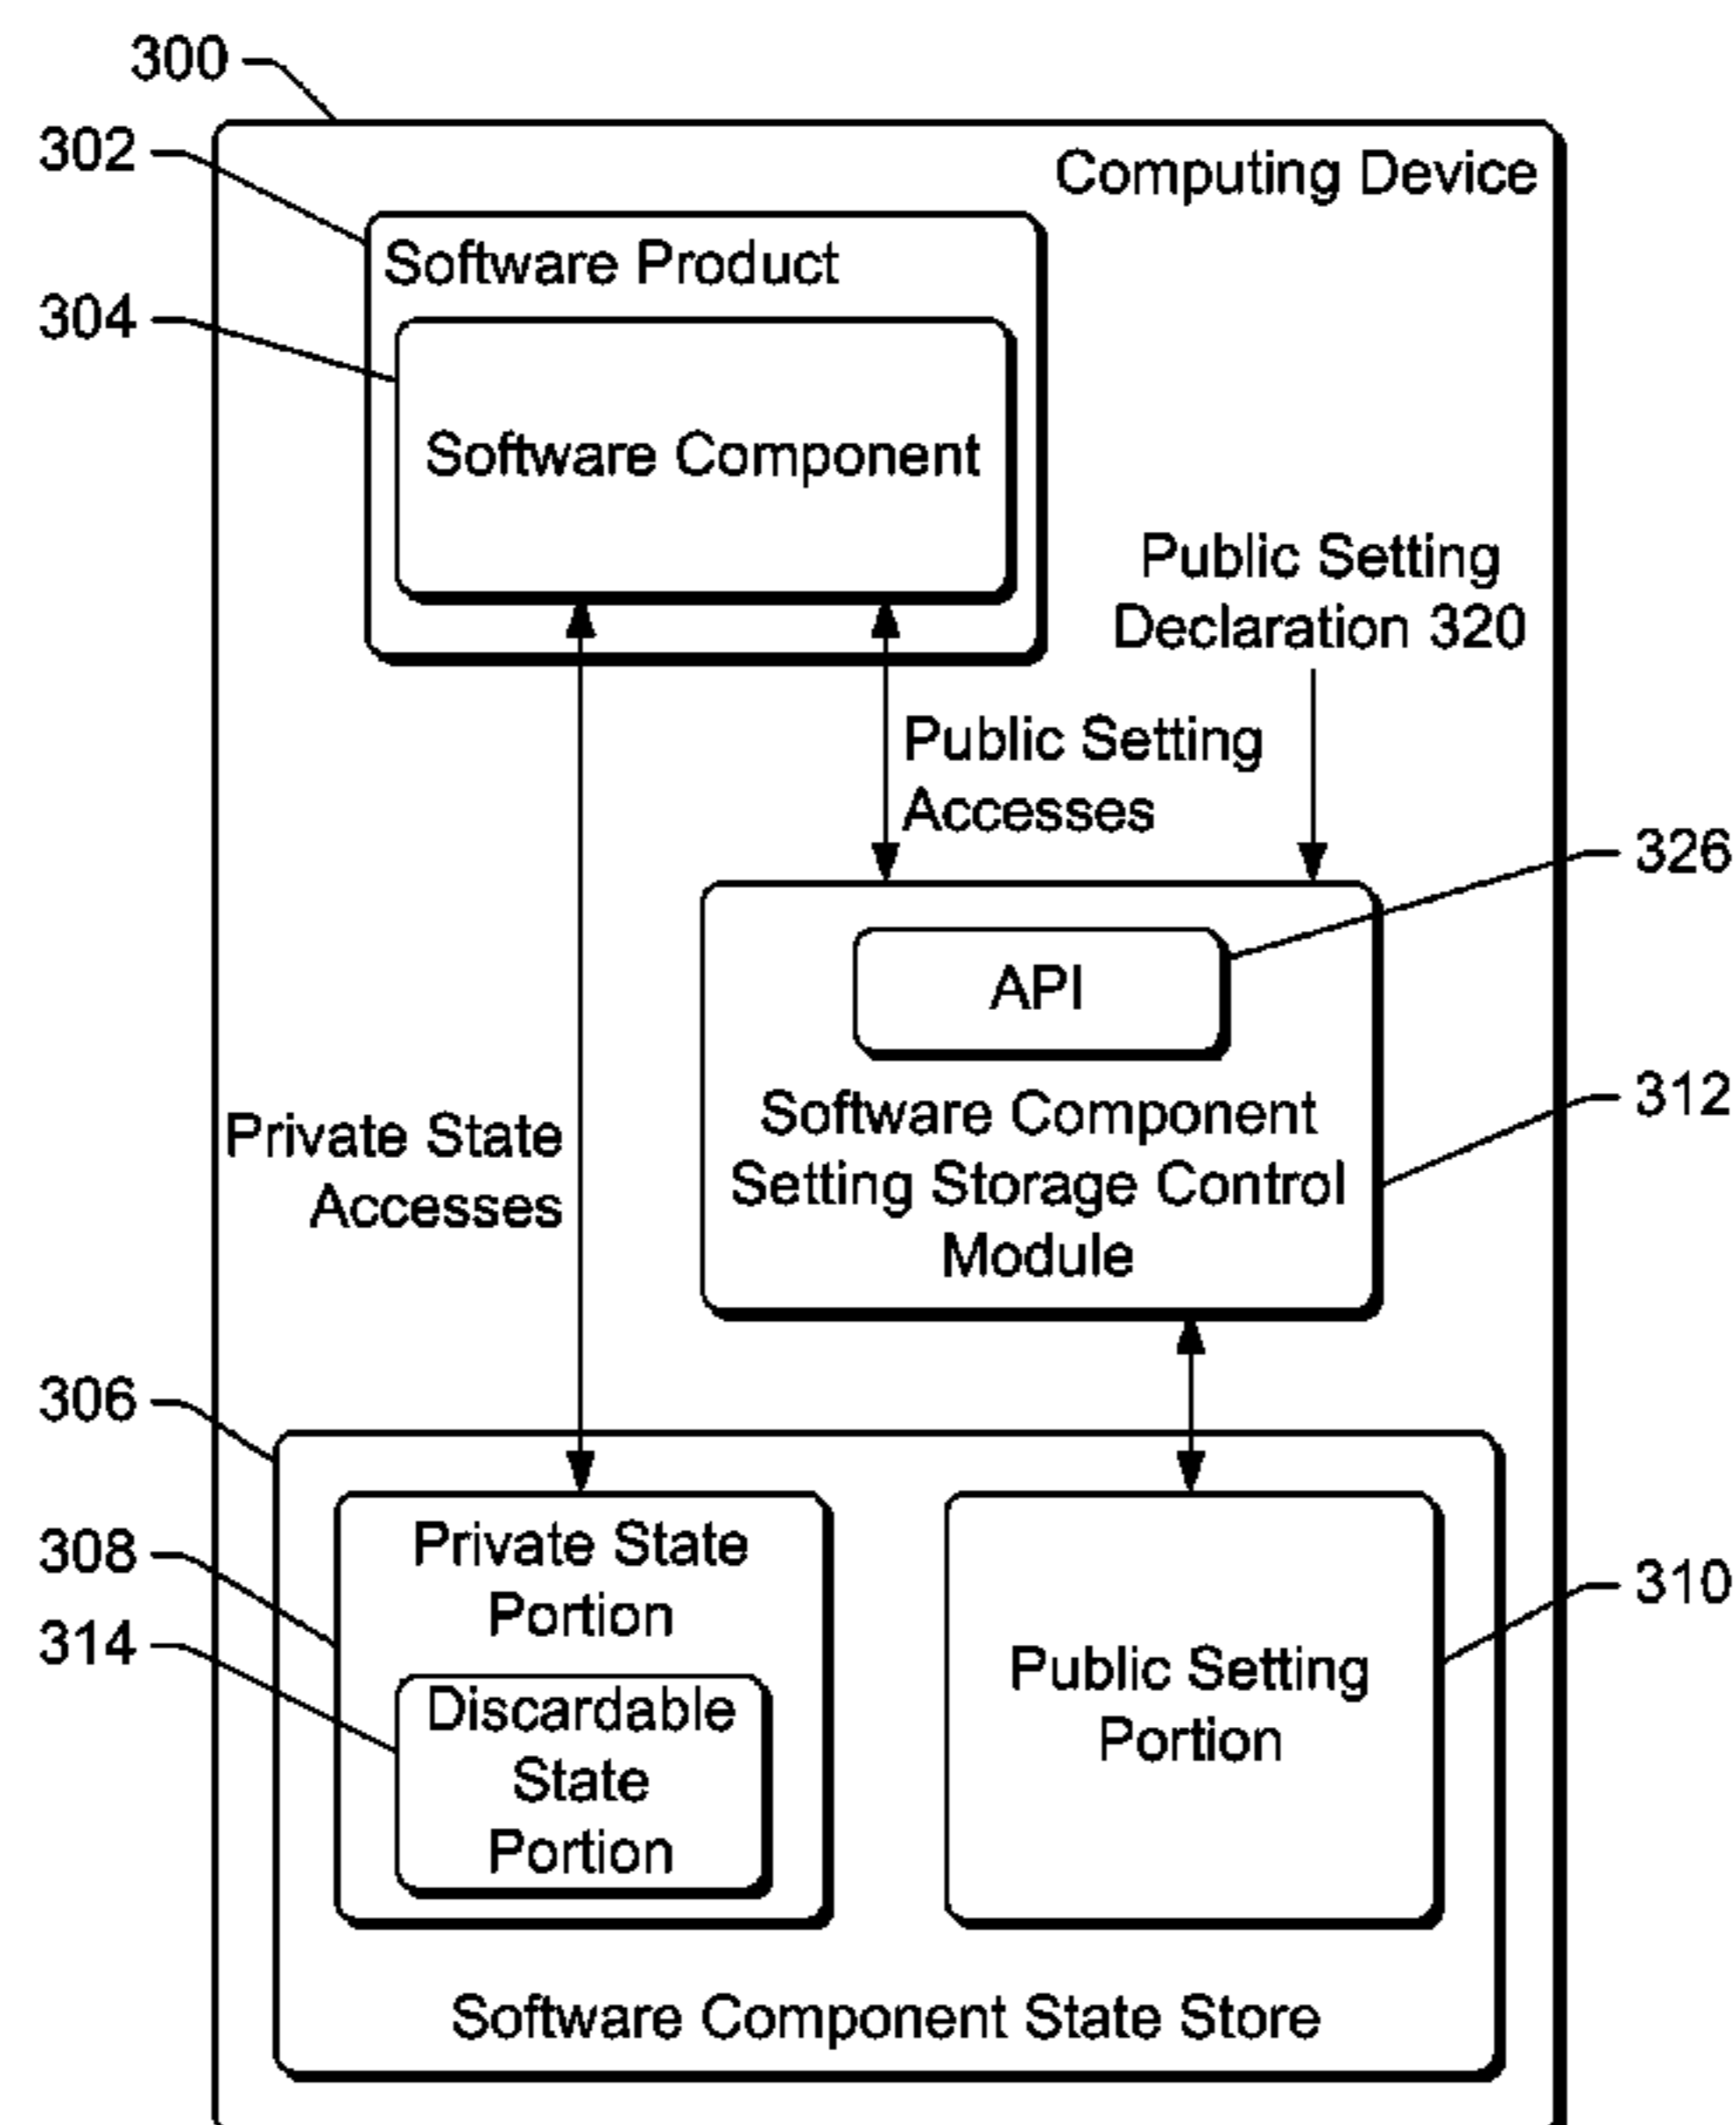 300
302
Computing Device
Software Product
304
Software Component
Public Setting
Declaration 320
Public Setting
Accesses
326
API
312
Software Component
Setting Storage Control
Module
Private State
Accesses
306
308
Private State
Portion
314
Discardable
State
Portion
310
Public Setting
Portion
Software Component State Store